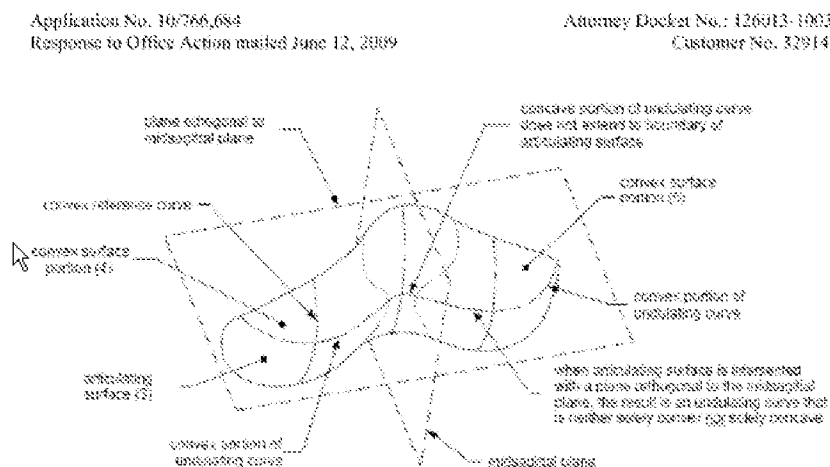 Application No. 10/766,684
Attorney Docket No.: 126013-1003
Response to Office Action mailed June 12, 2009
Customer No. 32914
plane orthogonal to
midsagittal plane
concave portion of undulating curve
does not extend to boundary of
articulating surface
convex surface
portion (5)
convex reference curve
convex surface
portion (4)
convex portion of
undulating curve
articulating
surface (3)
when articulating surface is intersected
with a plane orthogonal to the midsagittal
plane, the result is an undulating curve that
is neither solely convex nor solely concave
convex portion of
undulating curve
midsagittal plane